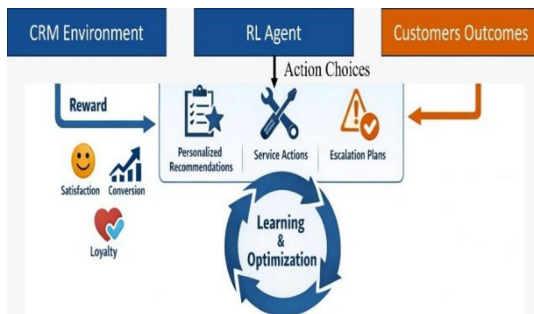 CRM Environment
RL Agent
Customers Outcomes
Action Choices
Reward
Personalized
Recommendations
Service Actions
Escalation Plans
Satisfaction
Conversion
Loyalty
Learning
&
Optimization